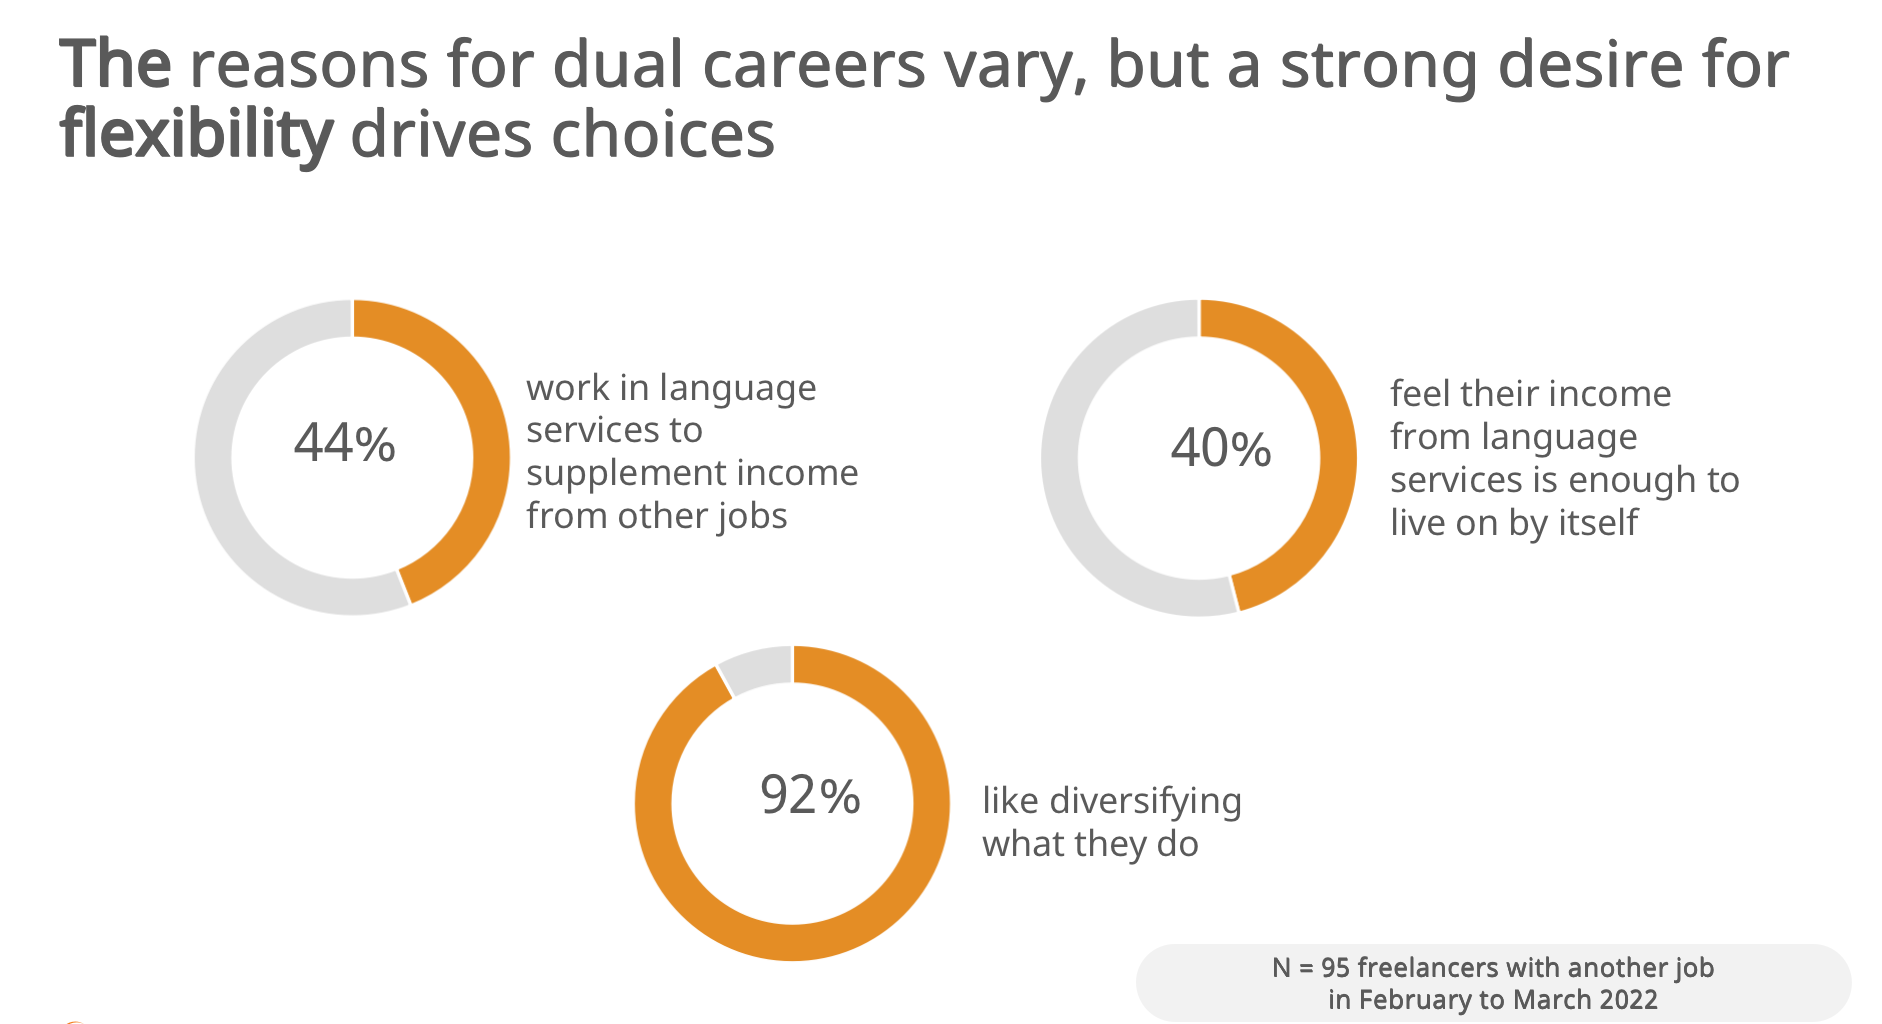 The reasons for dual careers vary, but a strong desire for
flexibility drives choices
44%
work in language
services to
supplement income
from other jobs
40%
feel their income
from language
services is enough to
live on by itself
92%
like diversifying
what they do
N = 95 freelancers with another job
in February to March 2022